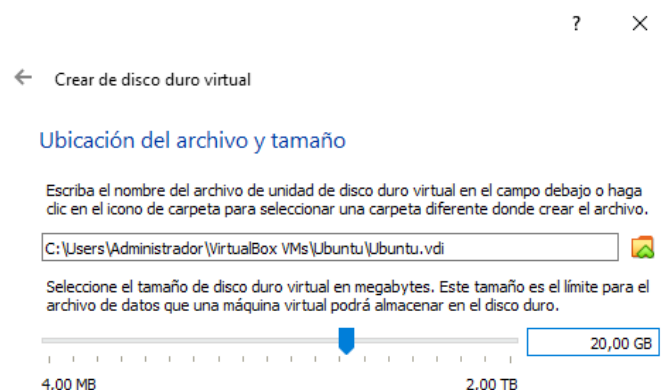 ?
Crear de disco duro virtual
Ubicación del archivo y tamaño
Escriba el nombre del archivo de unidad de disco duro virtual en el campo debajo o haga
clic en el icono de carpeta para seleccionar una carpeta diferente donde crear el archivo.
C:\Users\Administrador\VirtualBox VMs\Ubuntu\Ubuntu.vdi
Seleccione el tamaño de disco duro virtual en megabytes. Este tamaño es el límite para el
archivo de datos que una máquina virtual podrá almacenar en el disco duro.
20,00 GB
4,00 MB 2,00 TB